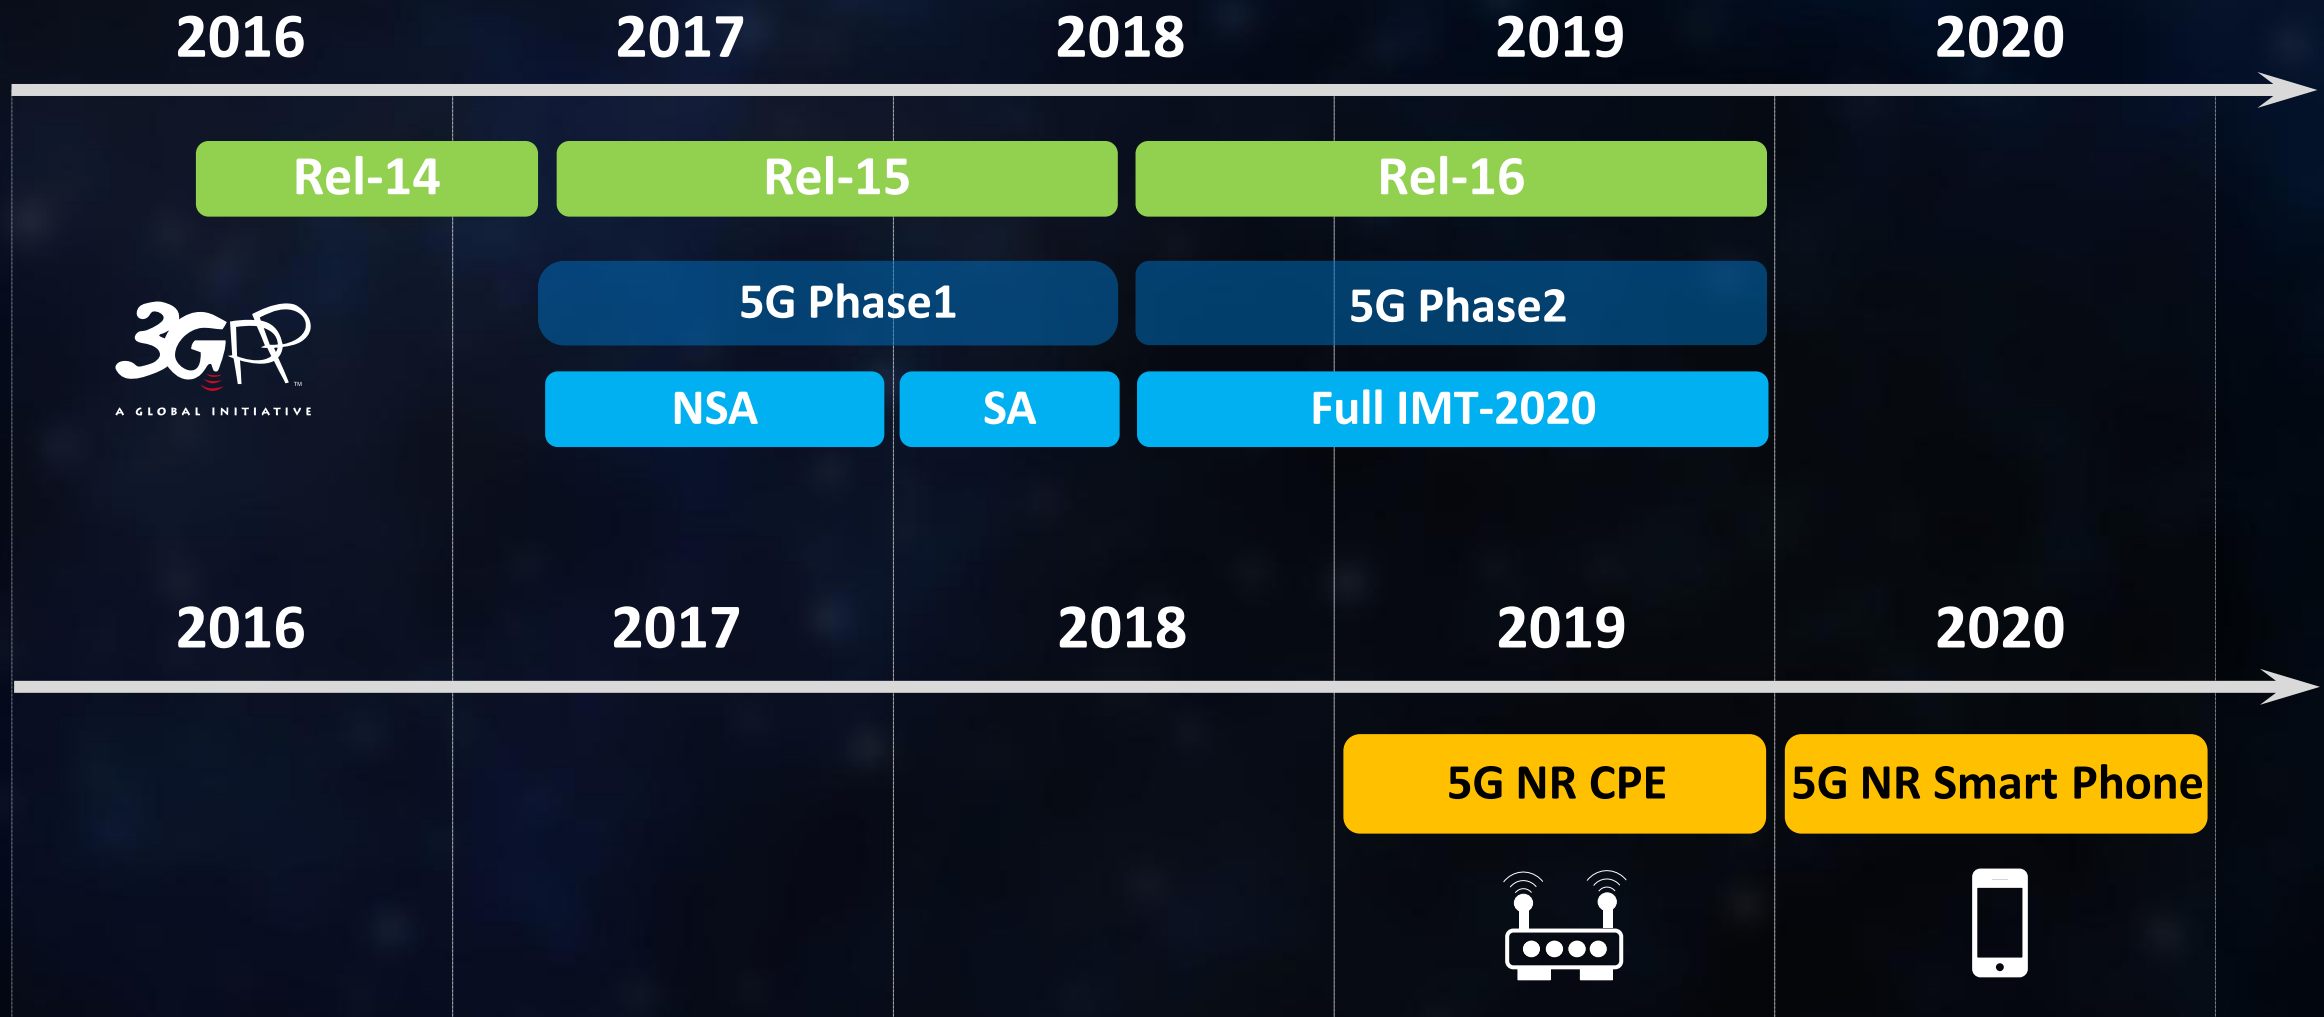 2016 2017 2018 2019 2020
Rel-14 Rel-15 Rel-16
5G Phase1 5G Phase2
3GPP TM
A GLOBAL INITIATIVE
NSA SA Full IMT-2020
2016 2017 2018 2019 2020
5G NR CPE 5G NR Smart Phone